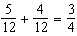 5/12 + 4/12 = 3/4